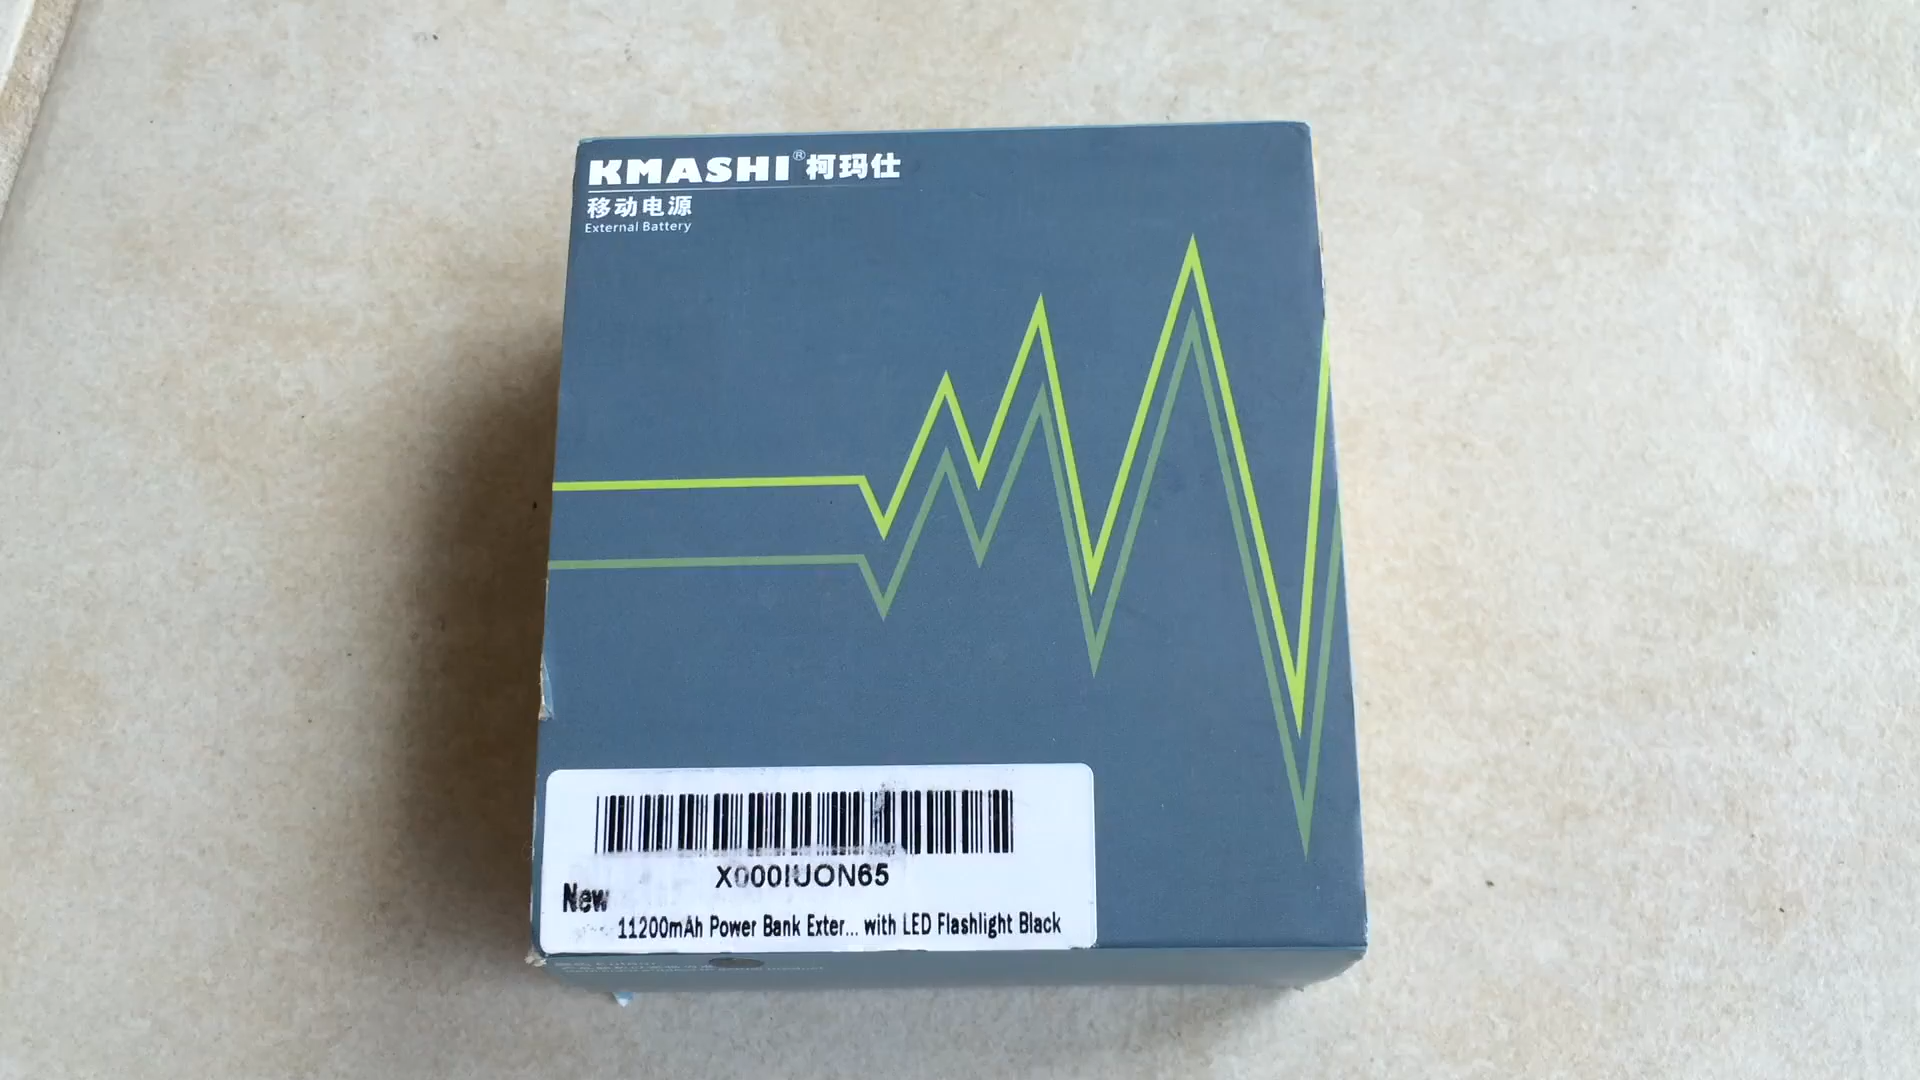 KMASHI®柯玛仕
移动电源
External Battery
X000IUON65
New
11200mAh Power Bank Exter... with LED Flashlight Black